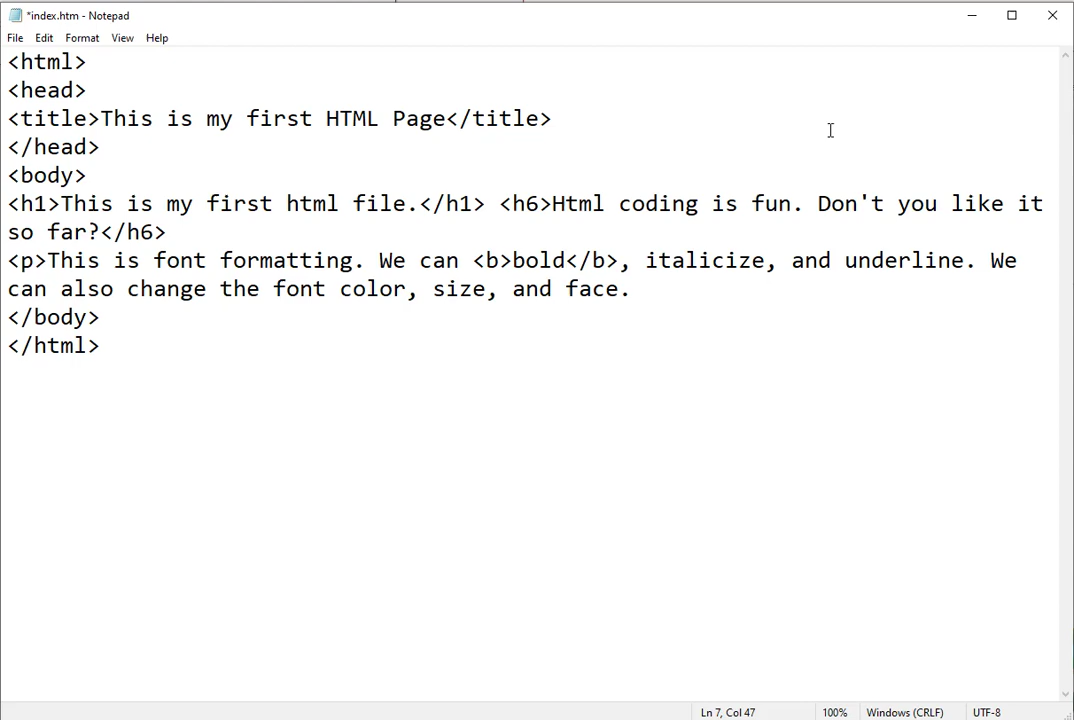 *index.htm - Notepad
File Edit Format View Help
<html>
<head>
<title>This is my first HTML Page</title>
</head>
<body>
<h1>This is my first html file.</h1> <h6>Html coding is fun. Don't you like it
so far?</h6>
<p>This is font formatting. We can <b>bold</b>, italicize, and underline. We
can also change the font color, size, and face.
</body>
</html>
Ln 7, Col 47 100% Windows (CRLF) UTF-8